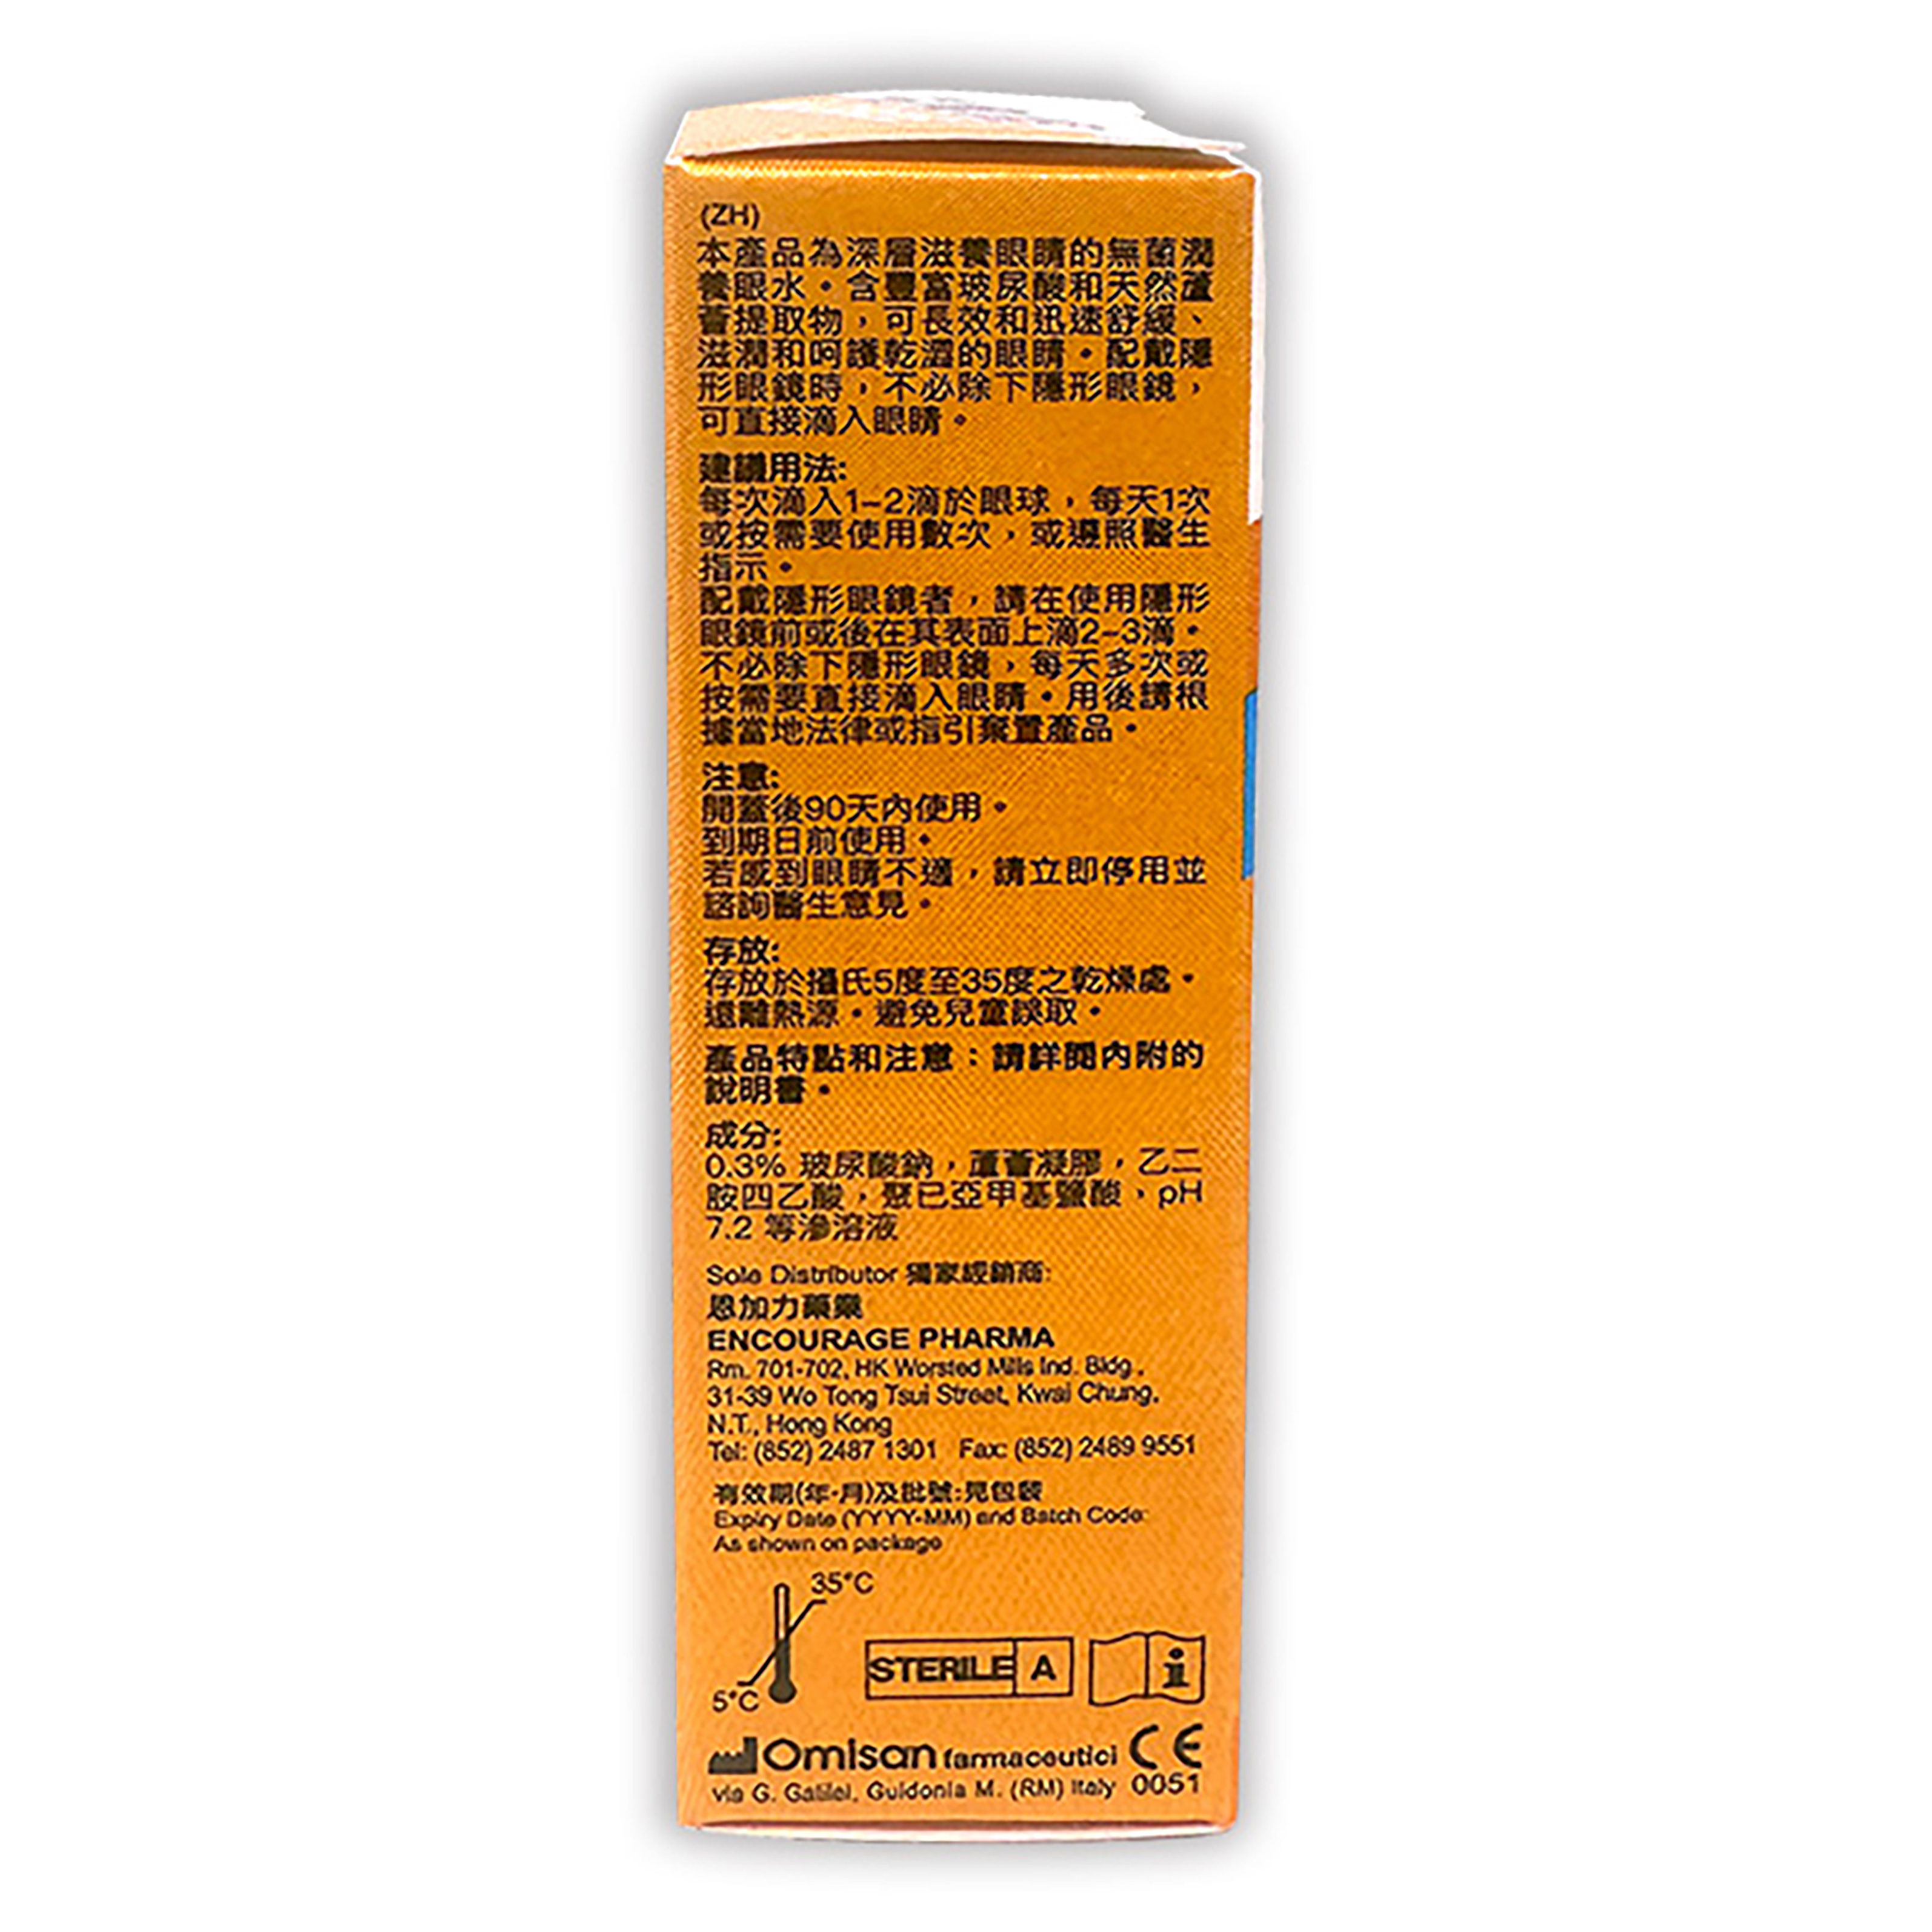 (ZH)
本產品為深層滋養眼睛的無菌潤
養眼水。含豐富玻尿酸和天然蘆
薈提取物，可長效和迅速舒緩、
滋潤和呵護乾澀的眼睛。配戴隱
形眼鏡時，不必除下隱形眼鏡，
可直接滴入眼睛。
建議用法:
每次滴入1-2滴於眼球，每天1次
或按需要使用數次，或遵照醫生
指示。
配戴隱形眼鏡者，請在使用隱形
眼鏡前或後在其表面上滴2-3滴。
不必除下隱形眼鏡，每天多次或
按需要直接滴入眼睛。用後請根
據當地法律或指引棄置產品。
注意:
開蓋後90天內使用。
到期日前使用。
若感到眼睛不適，請立即停用並
諮詢醫生意見。
存放:
存放於攝氏5度至35度之乾燥處。
遠離熱源。避免兒童誤取。
產品特點和注意：請詳閱內附的
說明書。
成分:
0.3% 玻尿酸鈉，蘆薈凝膠，乙二
胺四乙酸，聚已亞甲基鹽酸，pH
7.2 等滲溶液
Sole Distributor 獨家經銷商:
恩加力藥業
ENCOURAGE PHARMA
Rm. 701-702, HK Worsted Mills Ind. Bldg.,
31-39 Wo Tong Tsui Street, Kwai Chung,
N.T., Hong Kong
Tel: (852) 2487 1301 Fax: (852) 2489 9551
有效期(年-月)及批號:見包裝
Expiry Date (YYYY-MM) and Batch Code:
As shown on package
35°C
5°C
STERILE A
i
Omisan farmaceutici CE
via G. Galilei, Guidonia M. (RM) Italy 0051